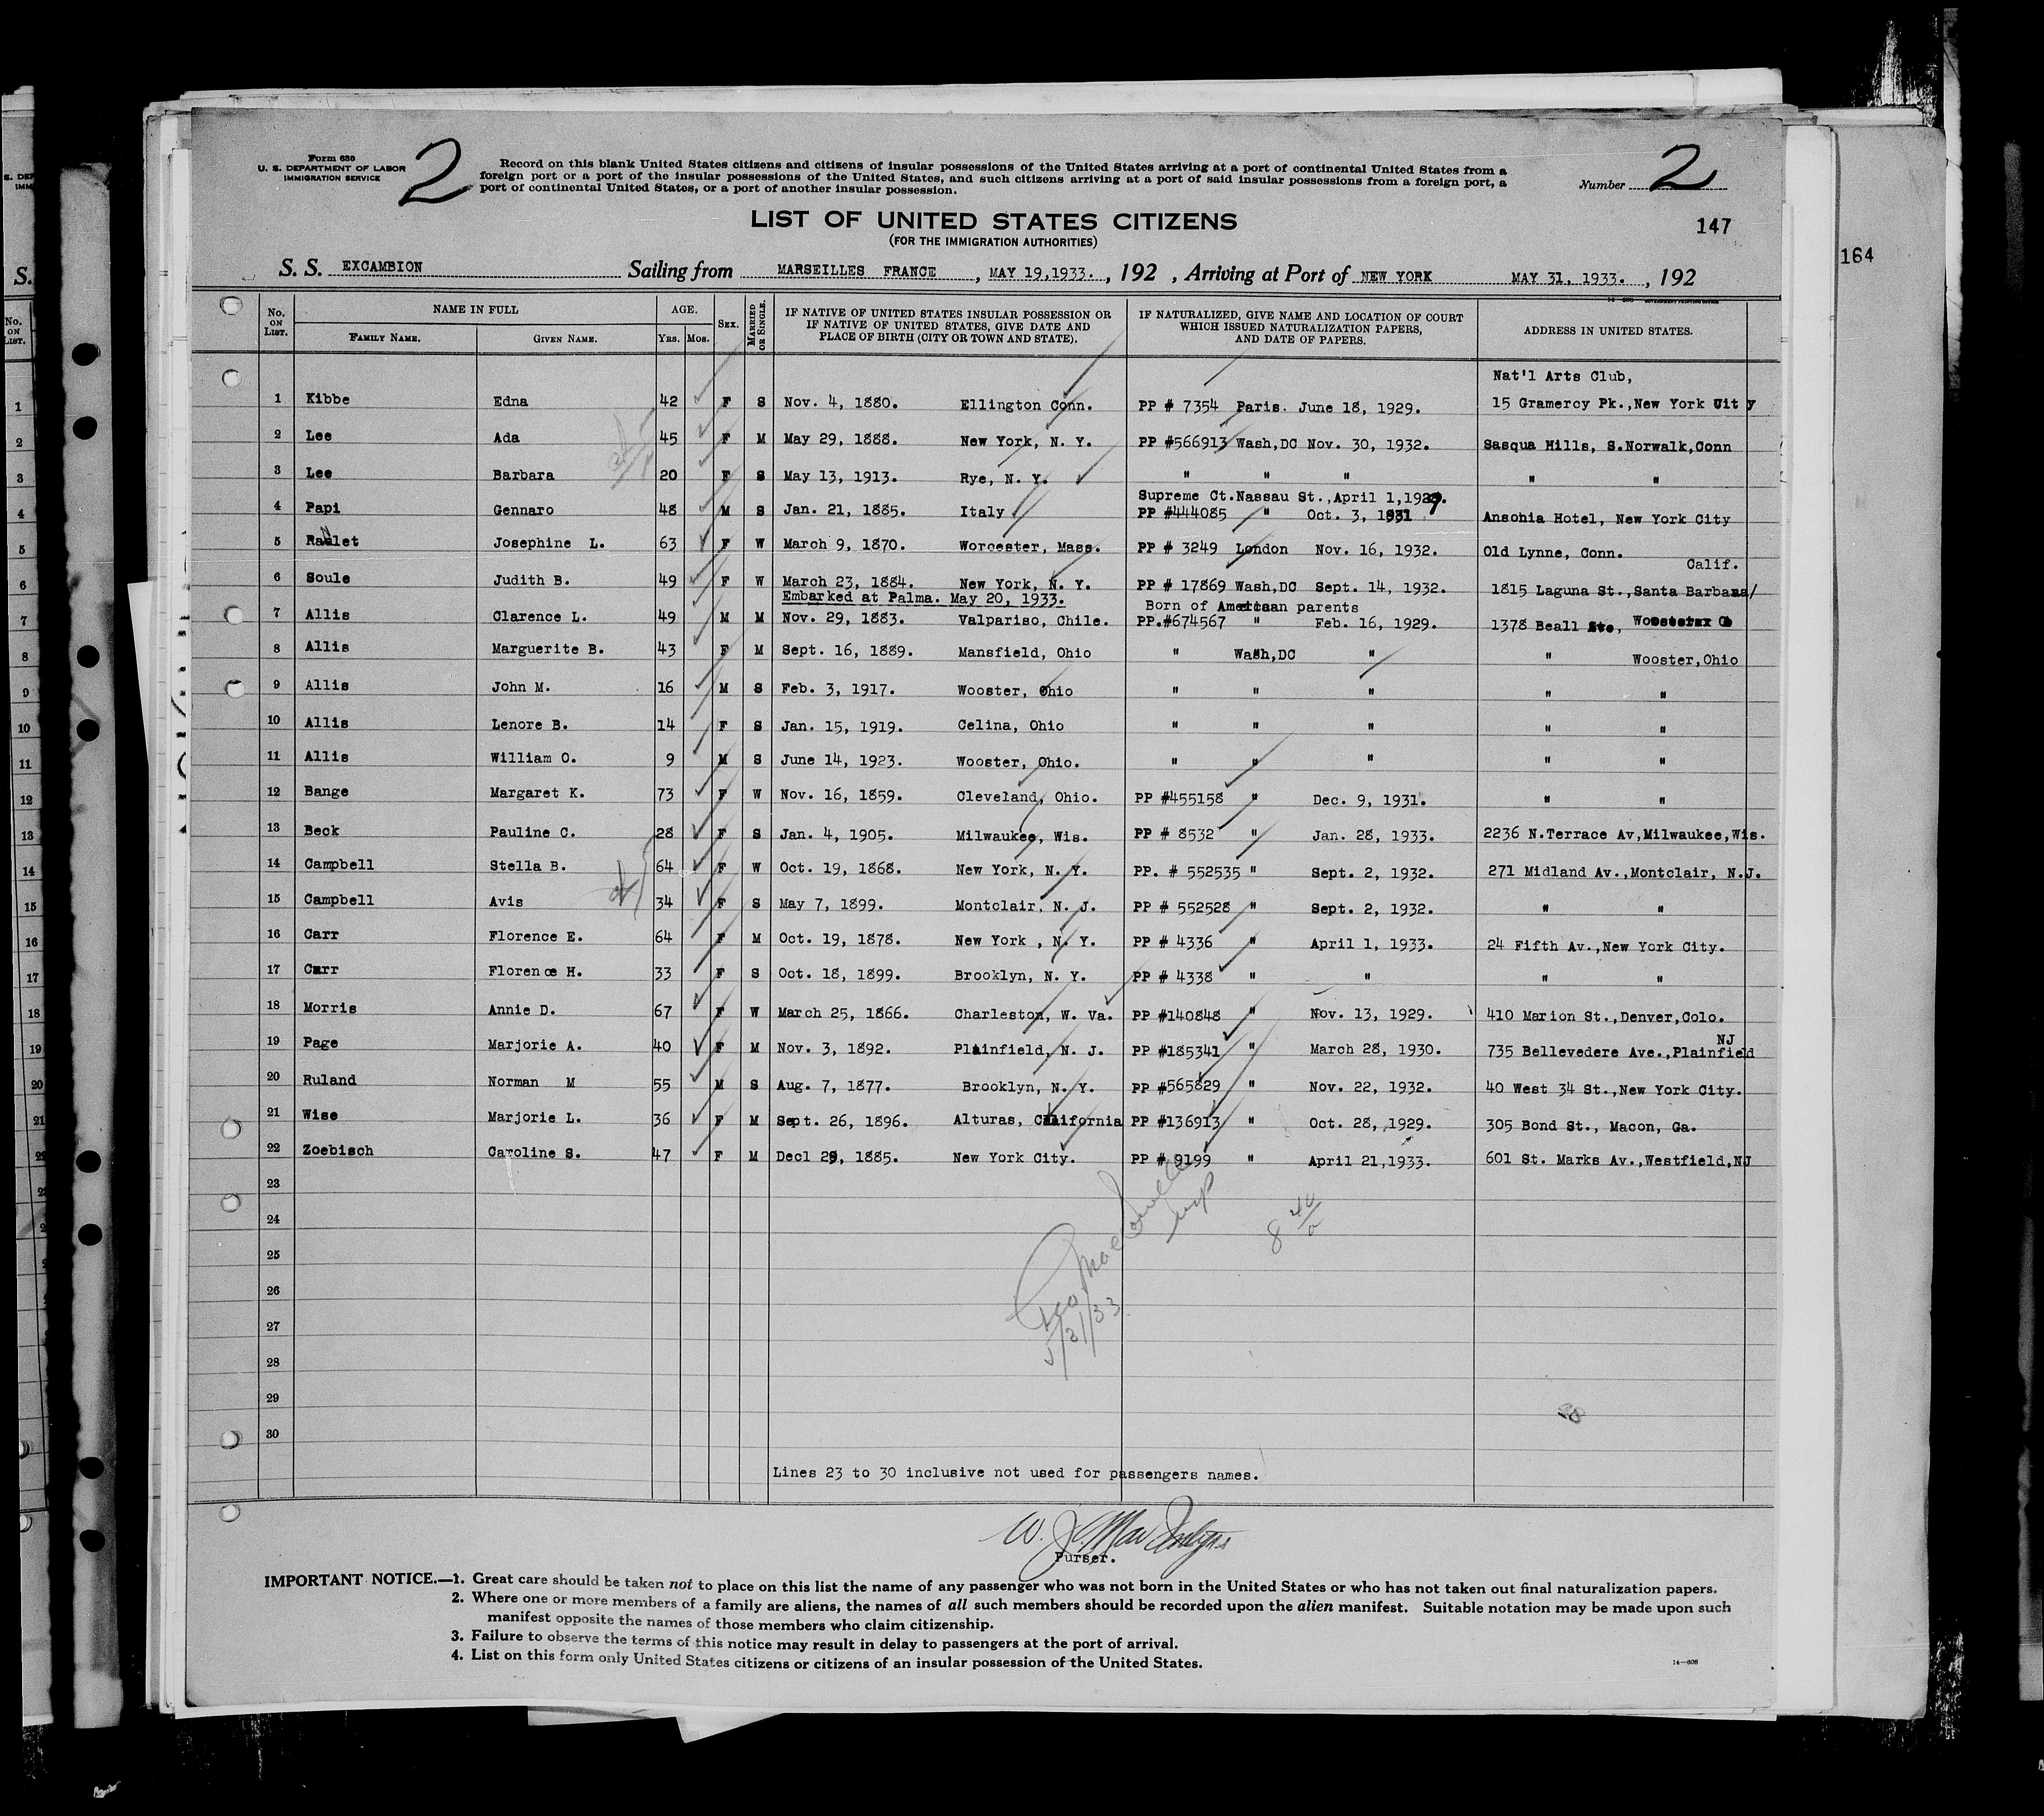 Form 630
U. S. DEPARTMENT OF LABOR
IMMIGRATION SERVICE
2
Record on this blank United States citizens and citizens of insular possessions of the United States arriving at a port of continental United States from a
foreign port or a port of the insular possessions of the United States, and such citizens arriving at a port of said insular possessions from a foreign port, a
port of continental United States, or a port of another insular possession.
Number 2
LIST OF UNITED STATES CITIZENS
(FOR THE IMMIGRATION AUTHORITIES)
147
164
S. S. EXCAMBION Sailing from MARSEILLES FRANCE , MAY 19,1933. , 192 , Arriving at Port of NEW YORK MAY 31, 1933. , 192
No. ON LIST. NAME IN FULL FAMILY NAME. GIVEN NAME. AGE. YRS. MOS. SEX. MARRIED OR SINGLE. IF NATIVE OF UNITED STATES INSULAR POSSESSION OR IF NATIVE OF UNITED STATES, GIVE DATE AND PLACE OF BIRTH (CITY OR TOWN AND STATE). IF NATURALIZED, GIVE NAME AND LOCATION OF COURT WHICH ISSUED NATURALIZATION PAPERS, AND DATE OF PAPERS. ADDRESS IN UNITED STATES.
Nat'l Arts Club,
1 Kibbe Edna 42 F S Nov. 4, 1880. Ellington Conn. PP # 7354 Paris. June 18, 1929. 15 Gramercy Pk.,New York City
2 Lee Ada 45 F M May 29, 1888. New York, N. Y. PP #566913 Wash,DC Nov. 30, 1932. Sasqua Hills, S.Norwalk,Conn
3 Lee Barbara 20 F S May 13, 1913. Rye, N. Y. " " " " "
Supreme Ct.Nassau St.,April 1,1929.
4 Papi Gennaro 48 M S Jan. 21, 1885. Italy PP #444085 " Oct. 3, 1931 Ansonia Hotel, New York City
5 Josephine L. 63 F W March 9, 1870. Worcester, Mass. PP # 3249 London Nov. 16, 1932. Old Lynne, Conn.
Calif.
6 Soule Judith B. 49 F W March 23, 1884. New York, N. Y. PP # 17869 Wash,DC Sept. 14, 1932. 1815 Laguna St.,Santa Barbara/
Embarked at Palma. May 20, 1933. Born of American parents
7 Allis Clarence L. 49 M M Nov. 29, 1883. Valpariso, Chile. PP.#674567 " Feb. 16, 1929. 1378 Beall
8 Allis Marguerite B. 43 F M Sept. 16, 1889. Mansfield, Ohio " Wash,DC " " Wooster,Ohio
9 Allis John M. 16 M S Feb. 3, 1917. Wooster, Ohio " " " " "
10 Allis Lenore B. 14 F S Jan. 15, 1919. Celina, Ohio " " " " "
11 Allis William O. 9 M S June 14, 1923. Wooster, Ohio. " " " " "
12 Bange Margaret K. 73 F W Nov. 16, 1859. Cleveland, Ohio. PP #455158 " Dec. 9, 1931. " "
13 Beck Pauline C. 28 F S Jan. 4, 1905. Milwaukee, Wis. PP # 8532 " Jan. 28, 1933. 2236 N.Terrace Av,Milwaukee,Wis.
14 Campbell Stella B. 64 F W Oct. 19, 1868. New York, N. Y. PP. # 552535 " Sept. 2, 1932. 271 Midland Av.,Montclair, N.J.
15 Campbell Avis 34 F S May 7, 1899. Montclair, N. J. PP # 552528 " Sept. 2, 1932. " "
16 Carr Florence E. 64 F M Oct. 19, 1878. New York , N. Y. PP # 4336 " April 1, 1933. 24 Fifth Av.,New York City.
17 Carr Florence H. 33 F S Oct. 18, 1899. Brooklyn, N. Y. PP # 4338 " " " "
18 Morris Annie D. 67 F W March 25, 1866. Charleston, W. Va. PP #140848 " Nov. 13, 1929. 410 Marion St.,Denver,Colo.
NJ
19 Page Marjorie A. 40 F M Nov. 3, 1892. Plainfield, N. J. PP #185341 " March 28, 1930. 735 Bellevedere Ave.,Plainfield
20 Ruland Norman M 55 M S Aug. 7, 1877. Brooklyn, N. Y. PP #565829 " Nov. 22, 1932. 40 West 34 St.,New York City.
21 Wise Marjorie L. 36 F M Sept. 26, 1896. Alturas, California PP #136913 " Oct. 28, 1929. 305 Bond St., Macon, Ga.
22 Zoebisch Caroline S. 47 F M Decl 29, 1885. New York City. PP # 9199 " April 21,1933. 601 St. Marks Av.,Westfield,NJ
23
24
25
26
27
28
29
30
5/31/33
Lines 23 to 30 inclusive not used for passengers names.
Purser.
IMPORTANT NOTICE.—1. Great care should be taken not to place on this list the name of any passenger who was not born in the United States or who has not taken out final naturalization papers.
2. Where one or more members of a family are aliens, the names of all such members should be recorded upon the alien manifest. Suitable notation may be made upon such
manifest opposite the names of those members who claim citizenship.
3. Failure to observe the terms of this notice may result in delay to passengers at the port of arrival.
4. List on this form only United States citizens or citizens of an insular possession of the United States.
14—608